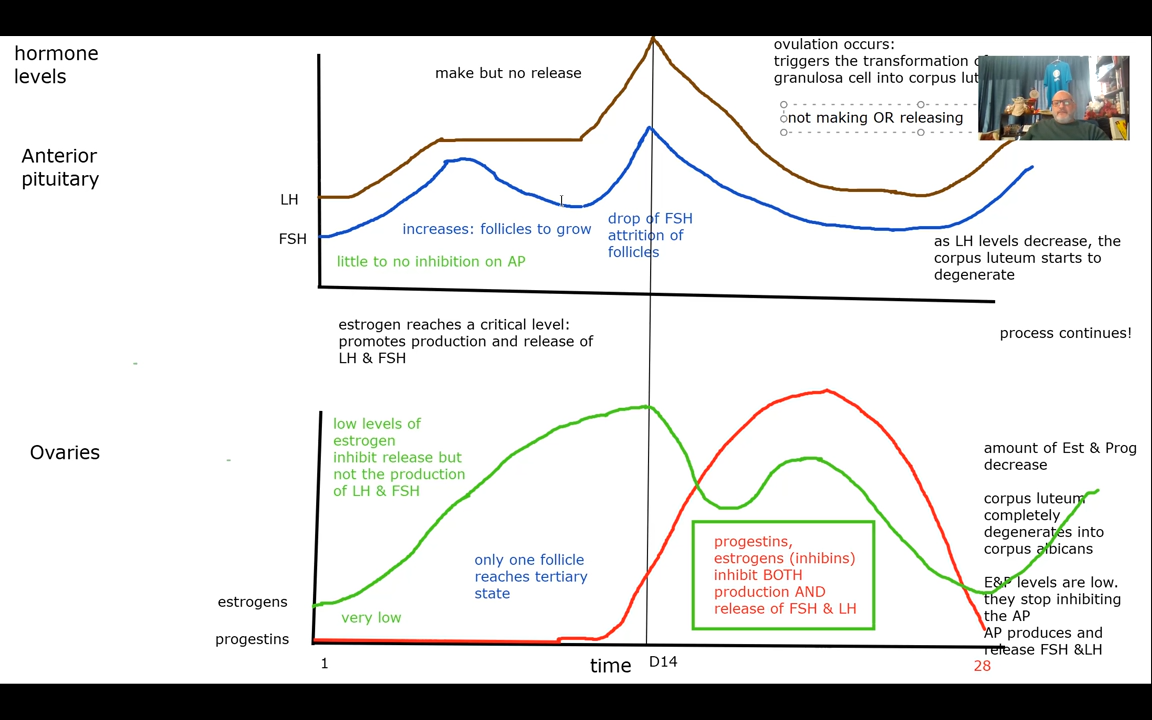 hormone
levels
make but no release
ovulation occurs:
triggers the transformation
granulosa cell into corpus
not making OR releasing
Anterior
pituitary
LH
FSH
increases: follicles to grow
drop of FSH
attrition of
follicles
little to no inhibition on AP
as LH levels decrease, the
corpus luteum starts to
degenerate
estrogen reaches a critical level:
promotes production and release of
LH & FSH
process continues!
Ovaries
low levels of
estrogen
inhibit release but
not the production
of LH & FSH
only one follicle
reaches tertiary
state
progestins,
estrogens (inhibins)
inhibit BOTH
production AND
release of FSH & LH
amount of Est & Prog
decrease
corpus luteum
completely
degenerates into
corpus albicans
E&P levels are low.
they stop inhibiting
the AP
AP produces and
release FSH &LH
estrogens
very low
progestins
1
time
D14
28